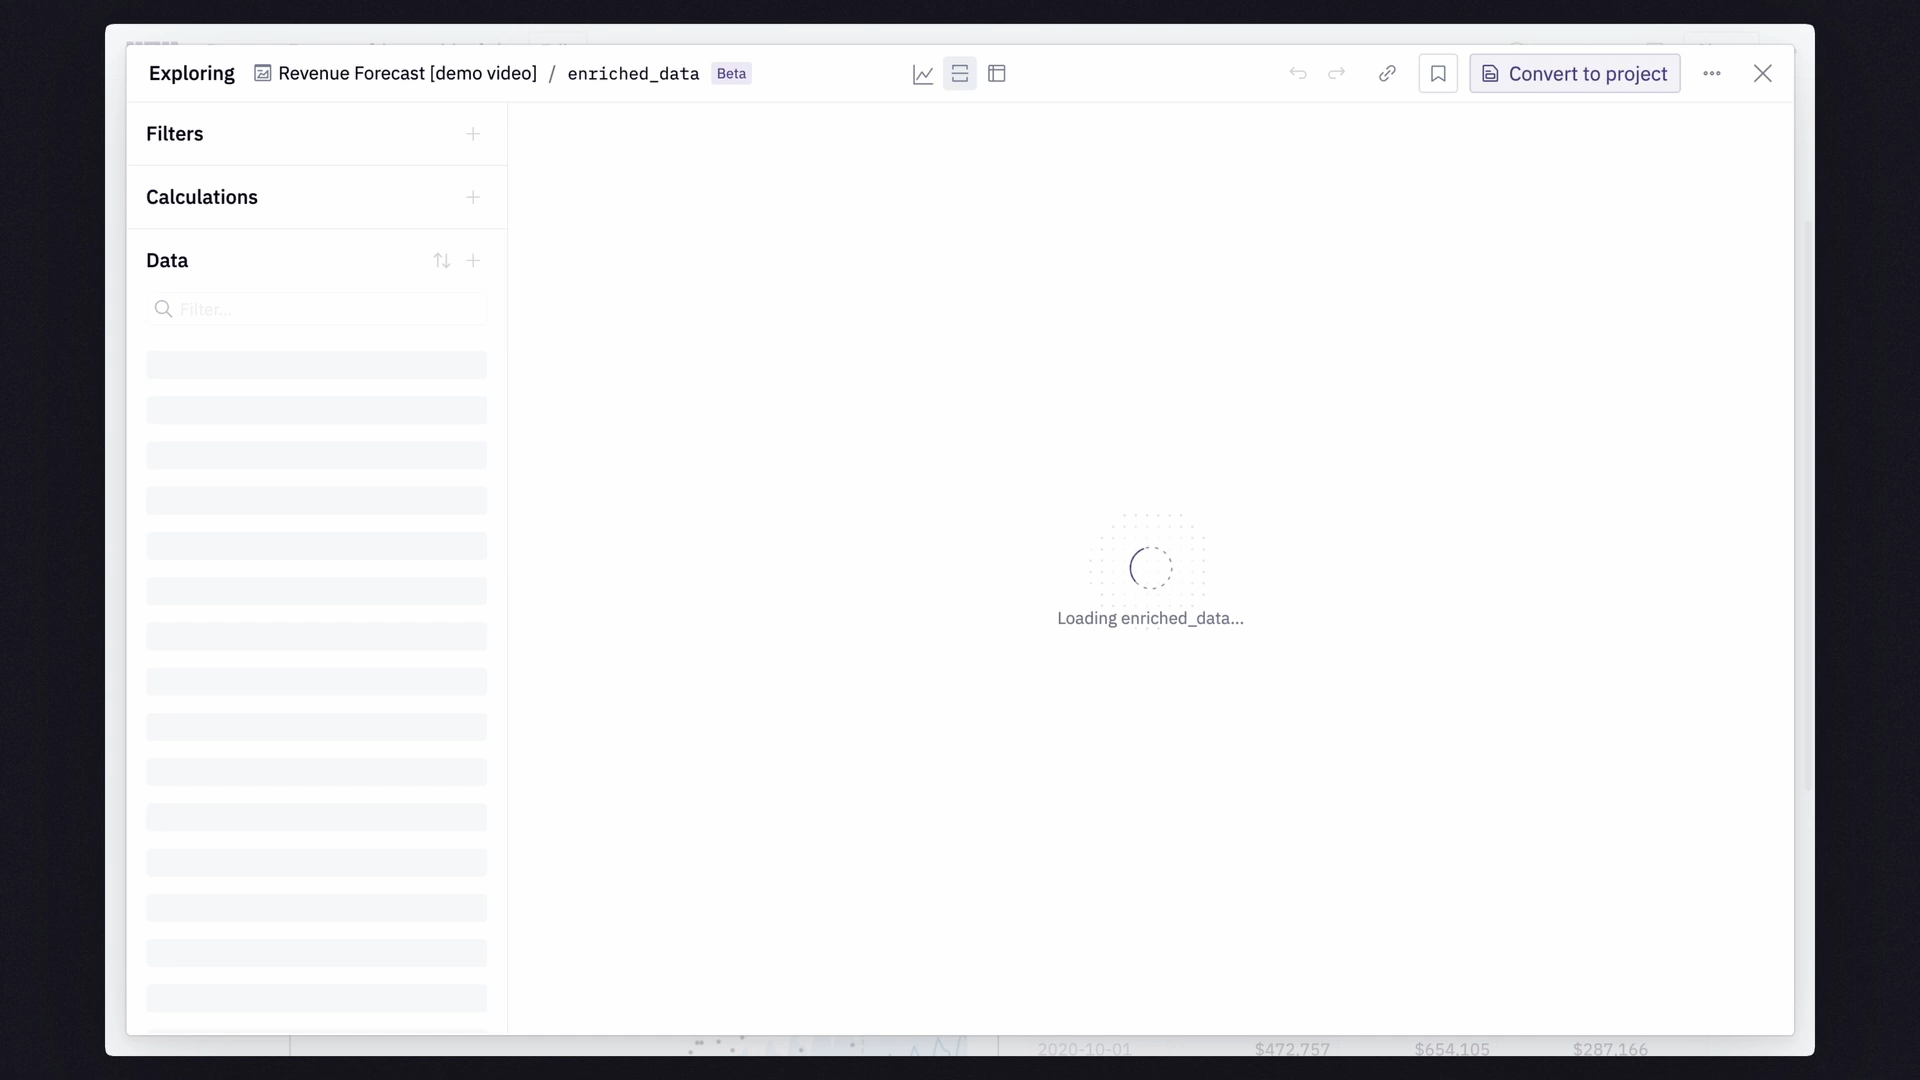 Exploring Revenue Forecast [demo video] / enriched_data Beta
Convert to project
Filters
Calculations
Data
Filter...
Loading enriched_data...
2020-10-01 $472,757 $654,105 $287,166